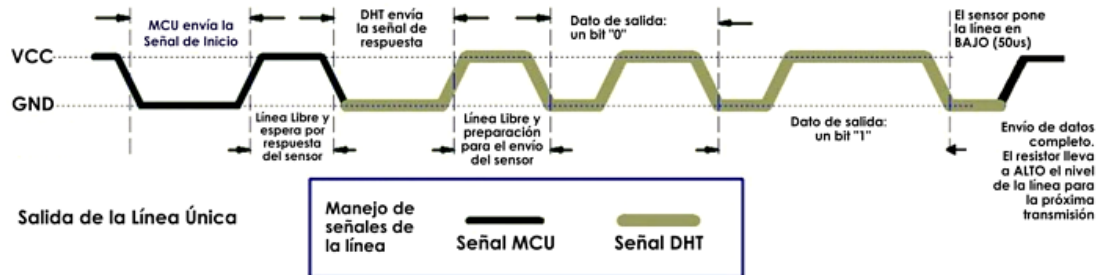 MCU envía la
Señal de Inicio
DHT envía
la señal de
respuesta
Dato de salida:
un bit "0"
El sensor pone
la línea en
BAJO (50us)
VCC
GND
Línea Libre y
espera por
respuesta
del sensor
Línea Libre y
preparación
para el envío
del sensor
Dato de salida:
un bit "1"
Envío de datos
completo.
El resistor lleva
a ALTO el nivel
de la línea para
la próxima
transmisión
Salida de la Línea Única
Manejo de
señales de
la línea
Señal MCU
Señal DHT